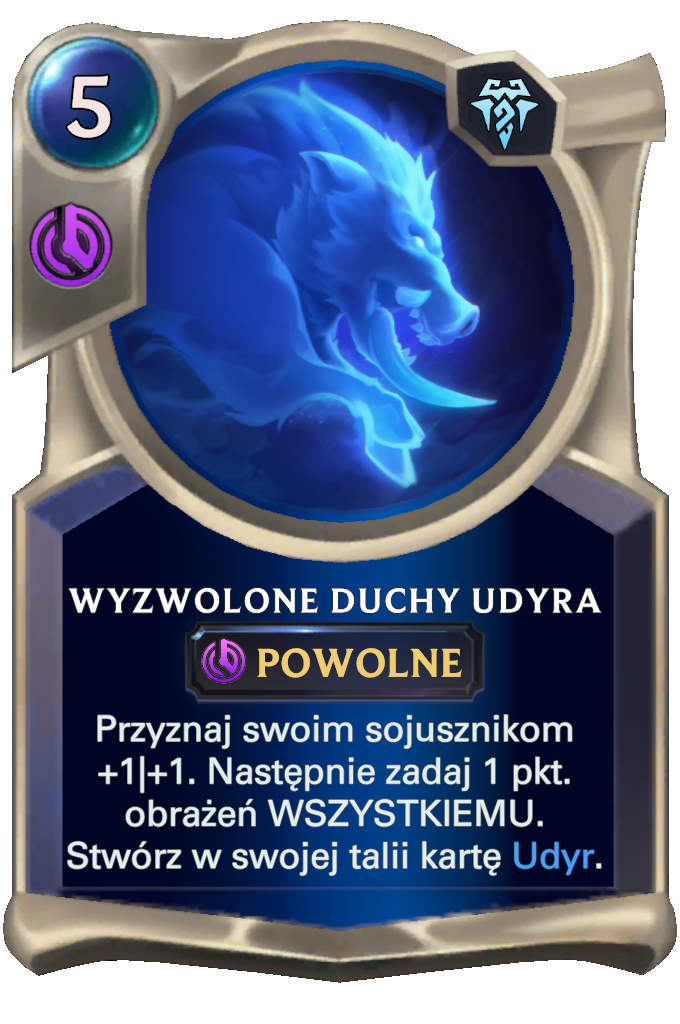 5
WYZWOLONE DUCHY UDYRA
POWOLNE
Przyznaj swoim sojusznikom
+1|+1. Następnie zadaj 1 pkt.
obrażeń WSZYSTKIEMU.
Stwórz w swojej talii kartę Udyr.